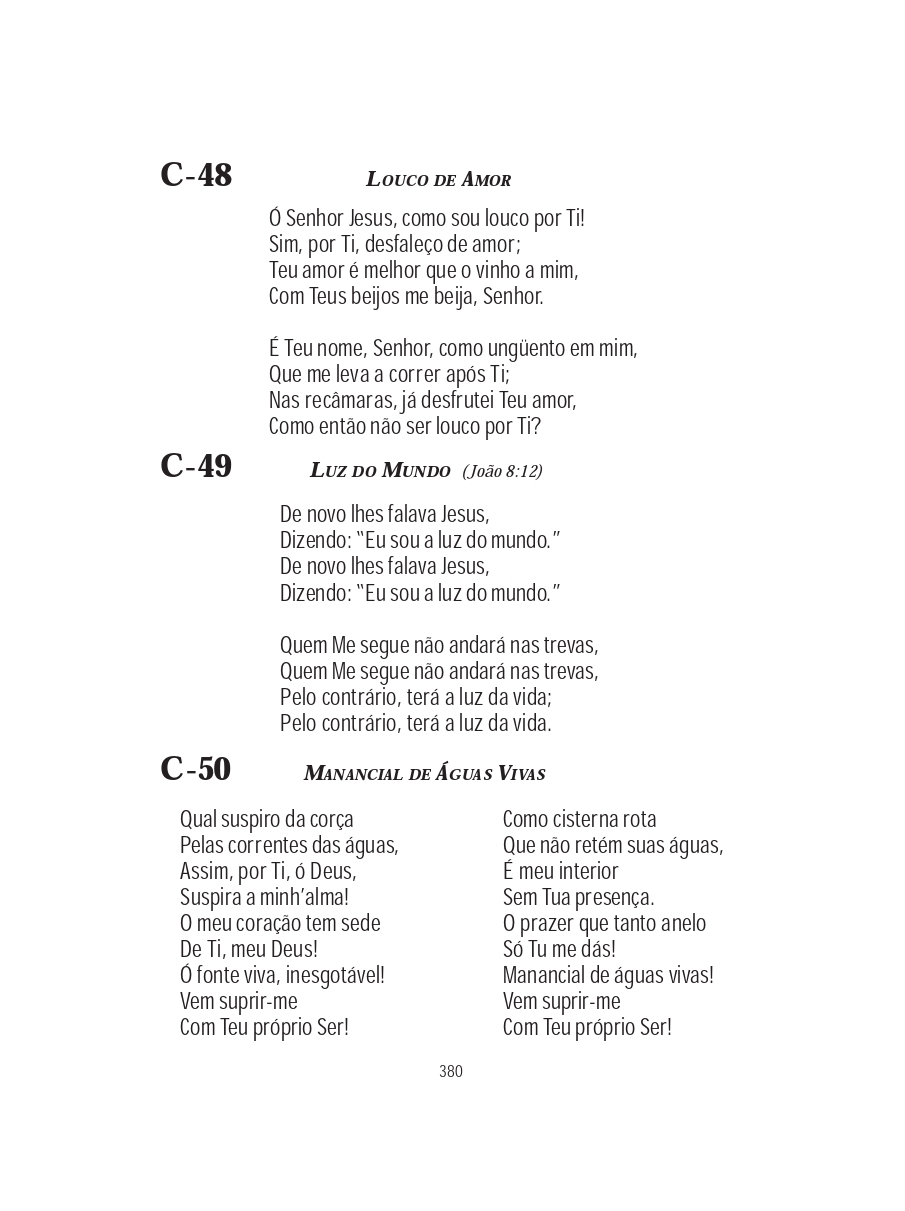 C-48 Louco de Amor
Ó Senhor Jesus, como sou louco por Ti!
Sim, por Ti, desfaleço de amor;
Teu amor é melhor que o vinho a mim,
Com Teus beijos me beija, Senhor.
É Teu nome, Senhor, como ungüento em mim,
Que me leva a correr após Ti;
Nas recâmaras, já desfrutei Teu amor,
Como então não ser louco por Ti?
C-49 Luz do Mundo (João 8:12)
De novo lhes falava Jesus,
Dizendo: “Eu sou a luz do mundo.”
De novo lhes falava Jesus,
Dizendo: “Eu sou a luz do mundo.”
Quem Me segue não andará nas trevas,
Quem Me segue não andará nas trevas,
Pelo contrário, terá a luz da vida;
Pelo contrário, terá a luz da vida.
C-50 Manancial de Águas Vivas
Qual suspiro da corça
Pelas correntes das águas,
Assim, por Ti, ó Deus,
Suspira a minh’alma!
O meu coração tem sede
De Ti, meu Deus!
Ó fonte viva, inesgotável!
Vem suprir-me
Com Teu próprio Ser!
Como cisterna rota
Que não retém suas águas,
É meu interior
Sem Tua presença.
O prazer que tanto anelo
Só Tu me dás!
Manancial de águas vivas!
Vem suprir-me
Com Teu próprio Ser!
380